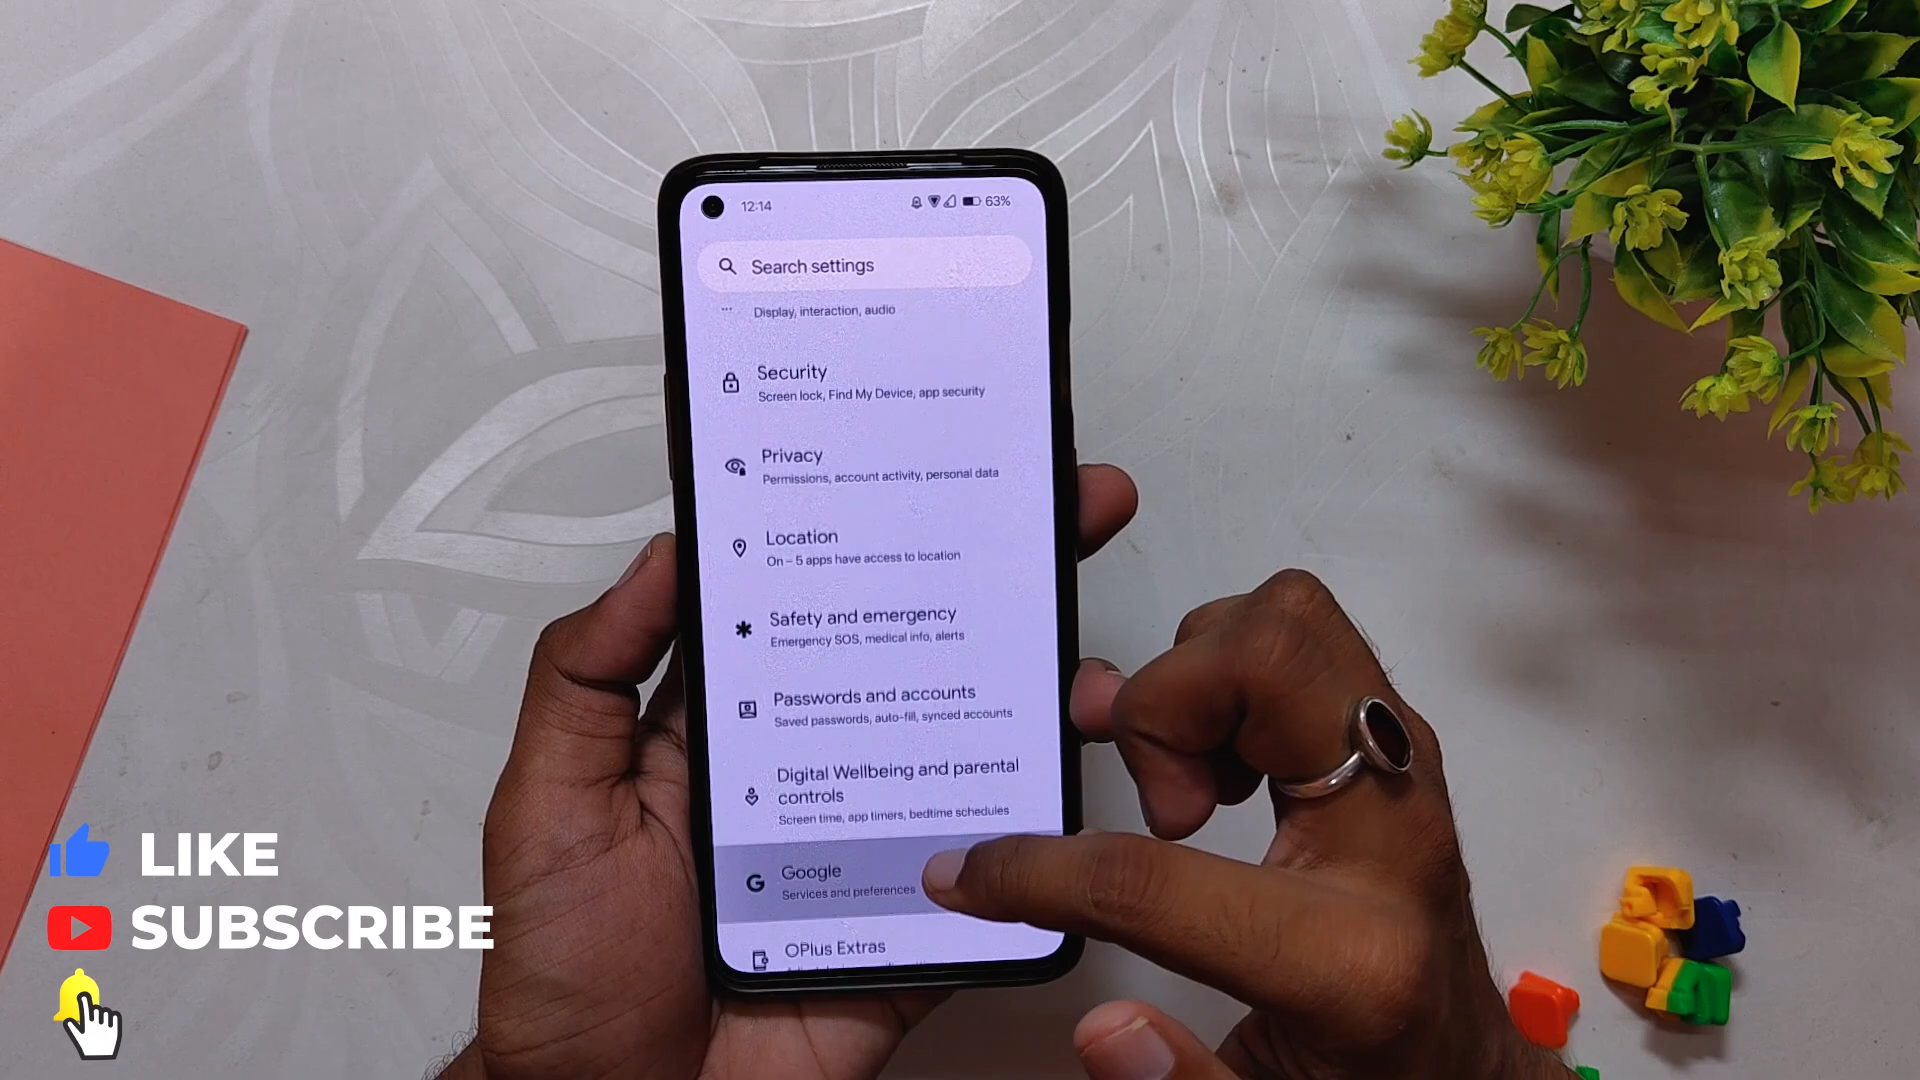 12:14
63%
Search settings
Display, interaction, audio
Security
Screen lock, Find My Device, app security
Privacy
Permissions, account activity, personal data
Location
On – 5 apps have access to location
Safety and emergency
Emergency SOS, medical info, alerts
Passwords and accounts
Saved passwords, auto-fill, synced accounts
Digital Wellbeing and parental
controls
Screen time, app timers, bedtime schedules
G Google
Services and preferences
OPlus Extras
LIKE
SUBSCRIBE